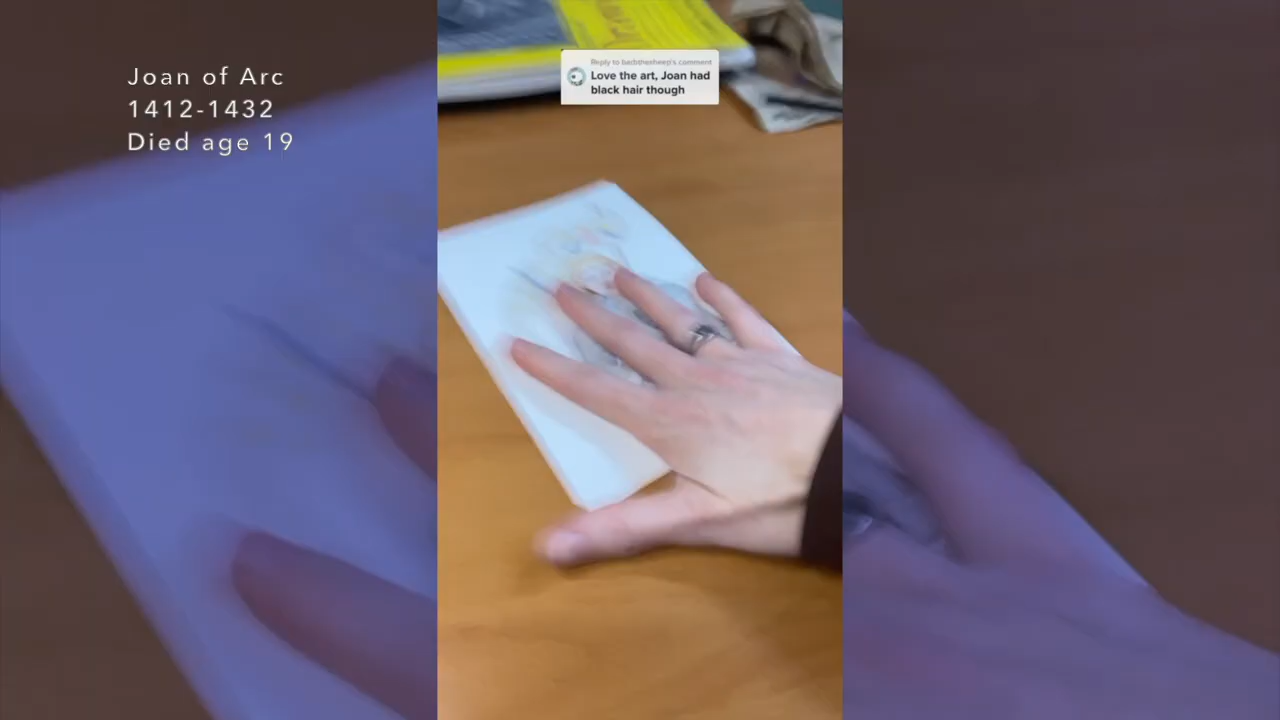 Joan of Arc
1412-1432
Died age 19
Love the art, Joan had
black hair though